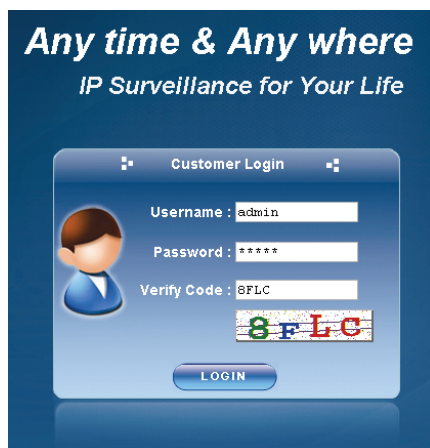 Any time & Any where
IP Surveillance for Your Life
Customer Login
Username : admin
Password : *****
Verify Code : 8FLC
8FLC
LOGIN